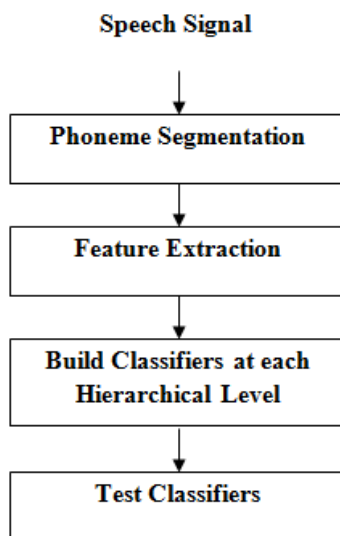 Speech Signal
Phoneme Segmentation
Feature Extraction
Build Classifiers at each
Hierarchical Level
Test Classifiers